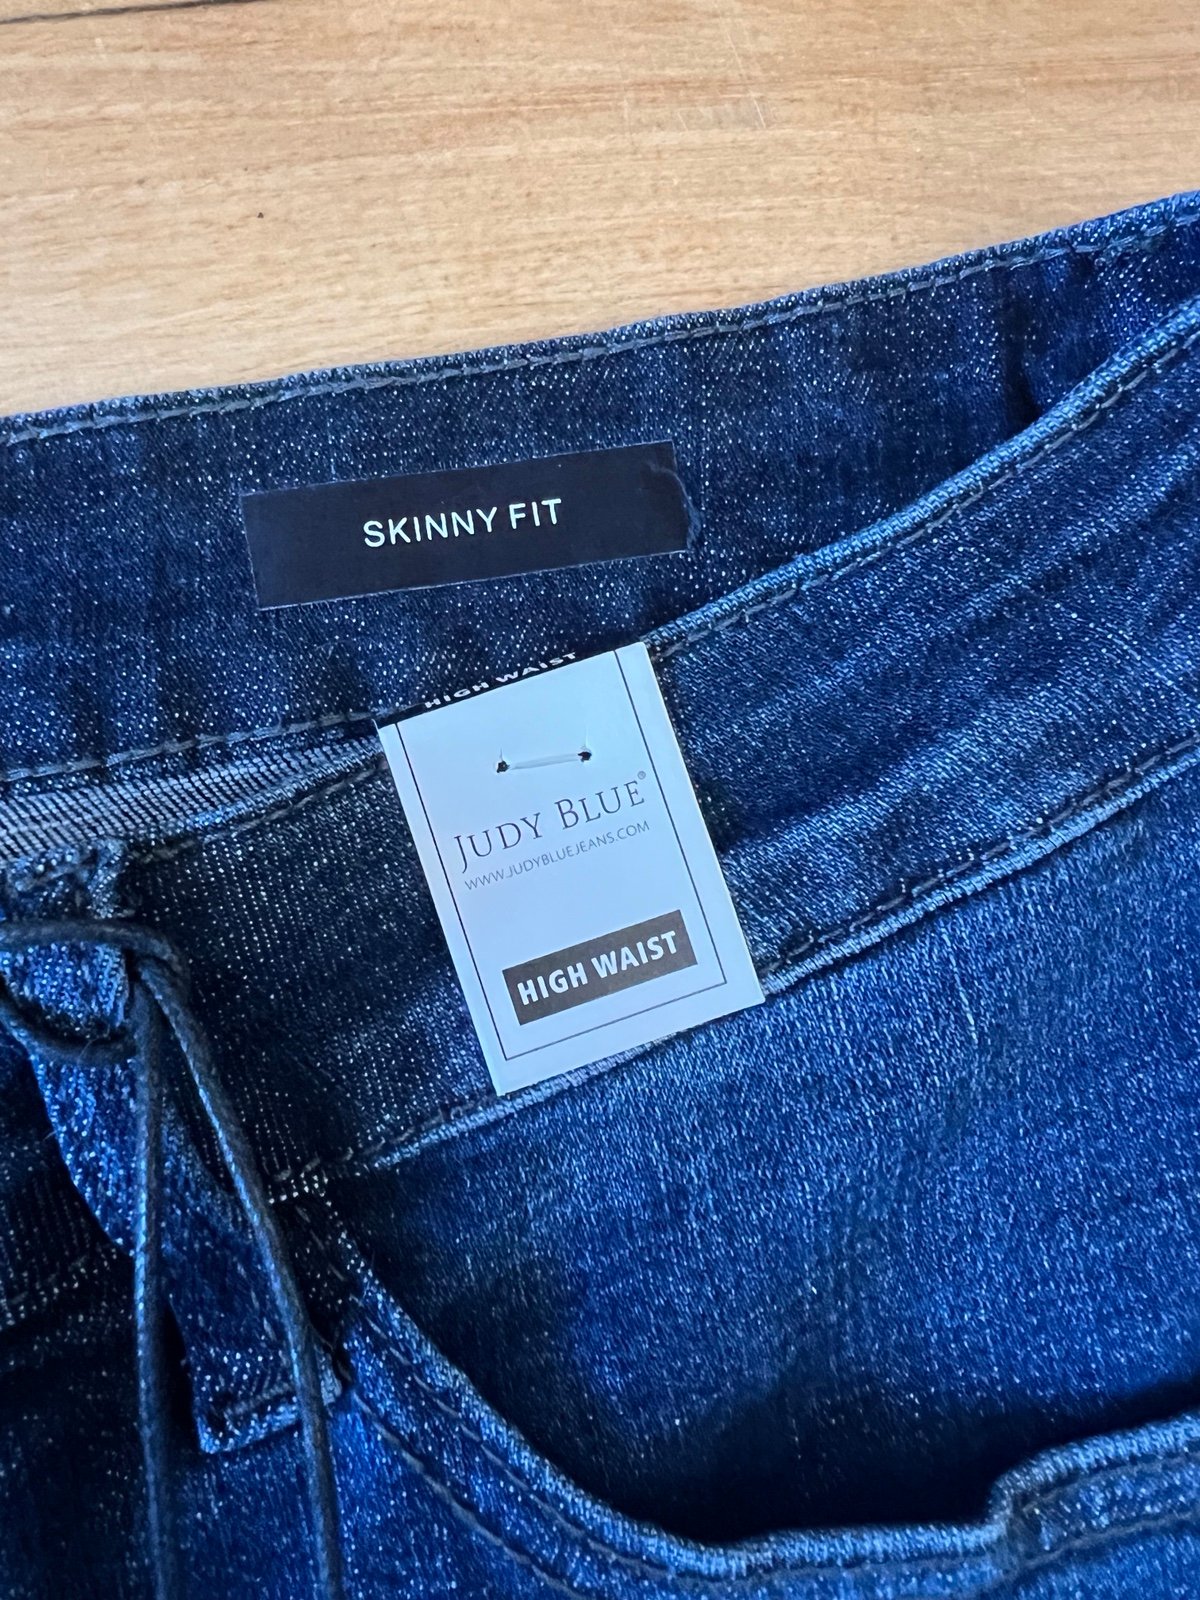 SKINNY FIT
HIGH WAIST
JUDY BLUE®
WWW.JUDYBLUEJEANS.COM
HIGH WAIST